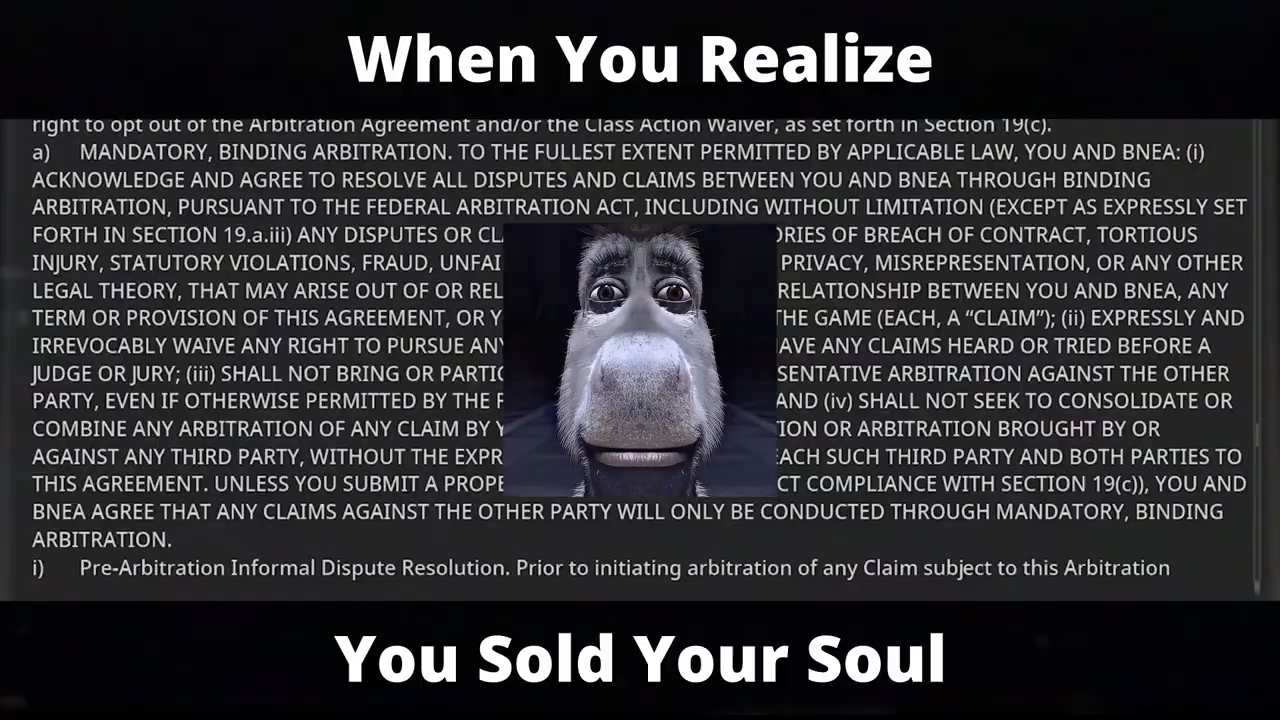 When You Realize
right to opt out of the Arbitration Agreement and/or the Class Action Waiver, as set forth in Section 19(c).
a) MANDATORY, BINDING ARBITRATION. TO THE FULLEST EXTENT PERMITTED BY APPLICABLE LAW, YOU AND BNEA: (i)
ACKNOWLEDGE AND AGREE TO RESOLVE ALL DISPUTES AND CLAIMS BETWEEN YOU AND BNEA THROUGH BINDING
ARBITRATION, PURSUANT TO THE FEDERAL ARBITRATION ACT, INCLUDING WITHOUT LIMITATION (EXCEPT AS EXPRESSLY SET
FORTH IN SECTION 19.a.iii) ANY DISPUTES OR CLA ORIES OF BREACH OF CONTRACT, TORTIOUS
INJURY, STATUTORY VIOLATIONS, FRAUD, UNFAI PRIVACY, MISREPRESENTATION, OR ANY OTHER
LEGAL THEORY, THAT MAY ARISE OUT OF OR REL RELATIONSHIP BETWEEN YOU AND BNEA, ANY
TERM OR PROVISION OF THIS AGREEMENT, OR Y THE GAME (EACH, A “CLAIM”); (ii) EXPRESSLY AND
IRREVOCABLY WAIVE ANY RIGHT TO PURSUE ANY AVE ANY CLAIMS HEARD OR TRIED BEFORE A
JUDGE OR JURY; (iii) SHALL NOT BRING OR PARTIC SENTATIVE ARBITRATION AGAINST THE OTHER
PARTY, EVEN IF OTHERWISE PERMITTED BY THE AND (iv) SHALL NOT SEEK TO CONSOLIDATE OR
COMBINE ANY ARBITRATION OF ANY CLAIM BY Y ION OR ARBITRATION BROUGHT BY OR
AGAINST ANY THIRD PARTY, WITHOUT THE EXPR EACH SUCH THIRD PARTY AND BOTH PARTIES TO
THIS AGREEMENT. UNLESS YOU SUBMIT A PROPE CT COMPLIANCE WITH SECTION 19(c)), YOU AND
BNEA AGREE THAT ANY CLAIMS AGAINST THE OTHER PARTY WILL ONLY BE CONDUCTED THROUGH MANDATORY, BINDING
ARBITRATION.
i) Pre-Arbitration Informal Dispute Resolution. Prior to initiating arbitration of any Claim subject to this Arbitration
You Sold Your Soul